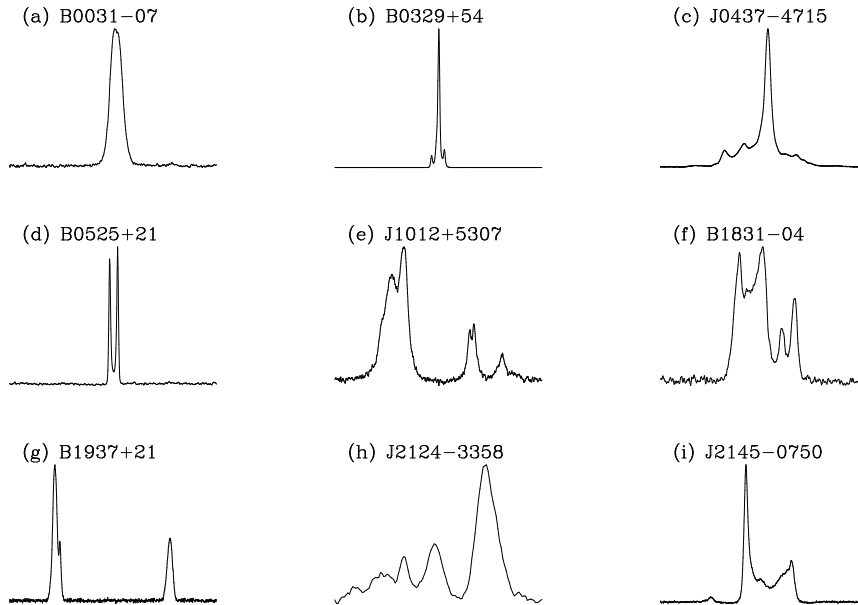 (a) B0031−07
(b) B0329+54
(c) J0437−4715
(d) B0525+21
(e) J1012+5307
(f) B1831−04
(g) B1937+21
(h) J2124−3358
(i) J2145−0750